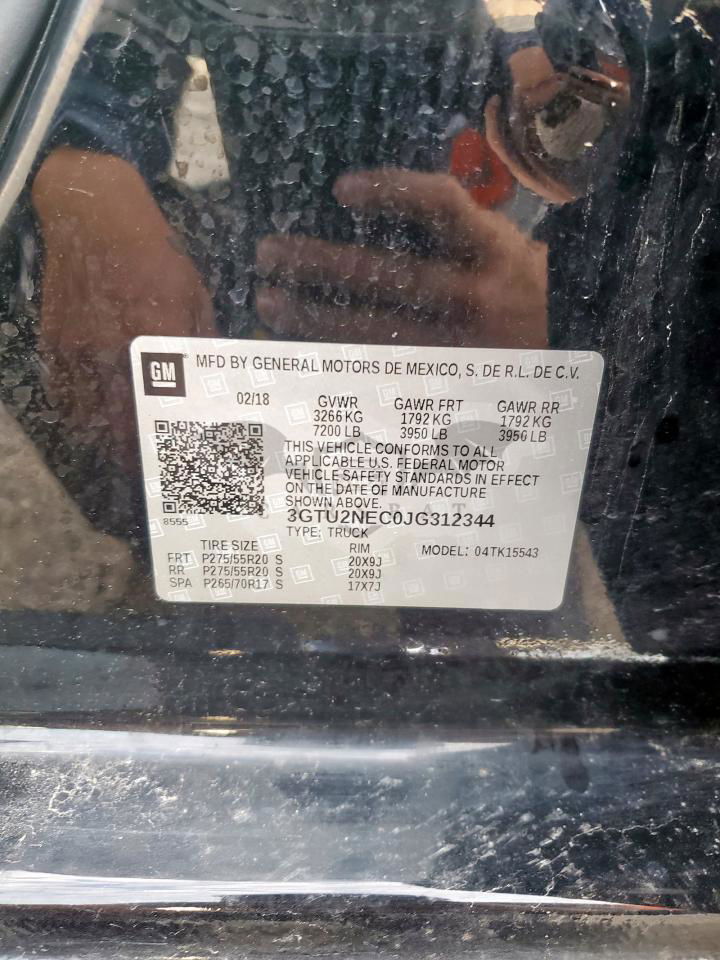 GM
MFD BY GENERAL MOTORS DE MEXICO, S. DE R.L. DE C.V.
02/18 GVWR GAWR FRT GAWR RR
3266 KG 1792 KG 1792 KG
7200 LB 3950 LB 3950 LB
THIS VEHICLE CONFORMS TO ALL
APPLICABLE U.S. FEDERAL MOTOR
VEHICLE SAFETY STANDARDS IN EFFECT
ON THE DATE OF MANUFACTURE
SHOWN ABOVE.
8555 3GTU2NEC0JG312344
TYPE: TRUCK
TIRE SIZE RIM MODEL: 04TK15543
FRT P275/55R20 S 20X9J
RR P275/55R20 S 20X9J
SPA P265/70R17 S 17X7J